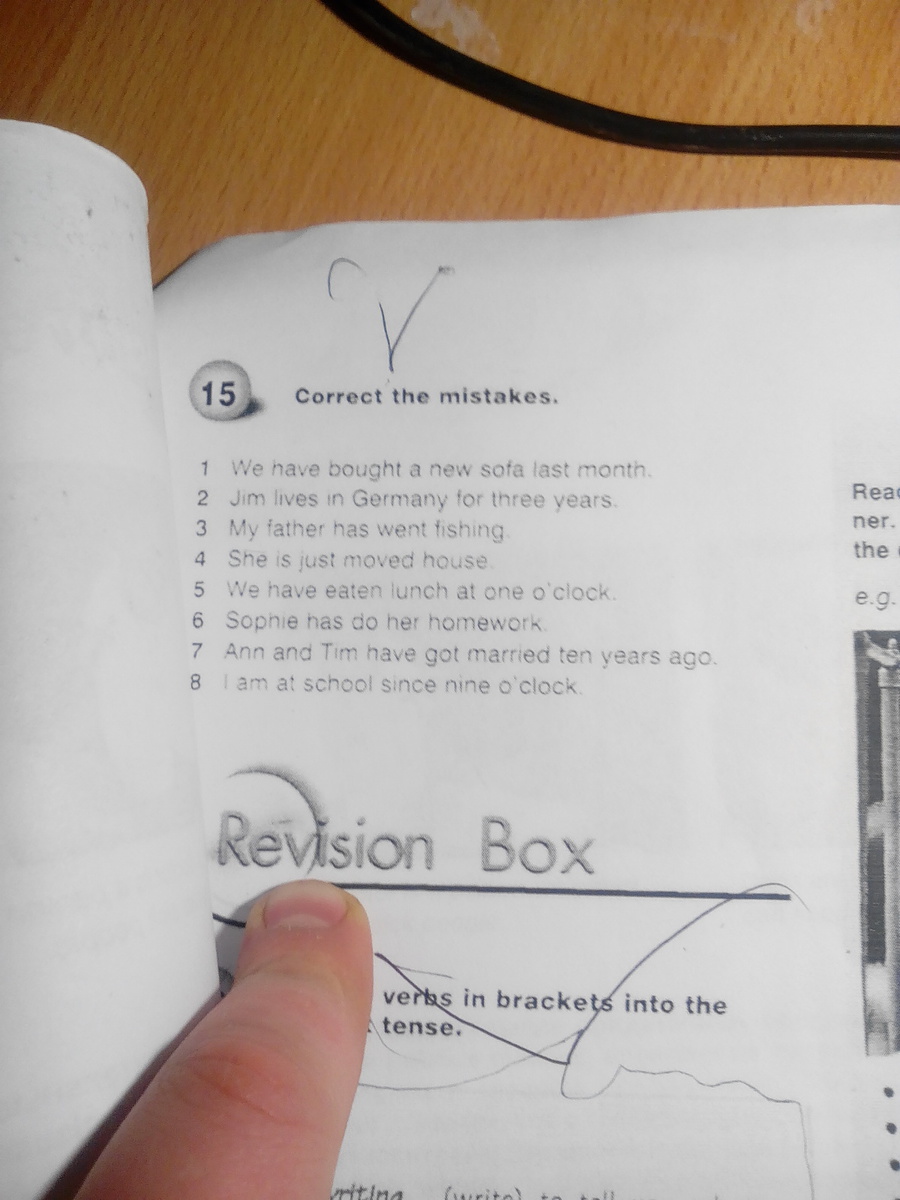 15 Correct the mistakes.
1 We have bought a new sofa last month.
2 Jim lives in Germany for three years.
3 My father has went fishing.
4 She is just moved house.
5 We have eaten lunch at one o'clock.
6 Sophie has do her homework.
7 Ann and Tim have got married ten years ago.
8 I am at school since nine o'clock.
Revision Box
verbs in brackets into the
tense.
(write) to tell
ner.
the
e.g.